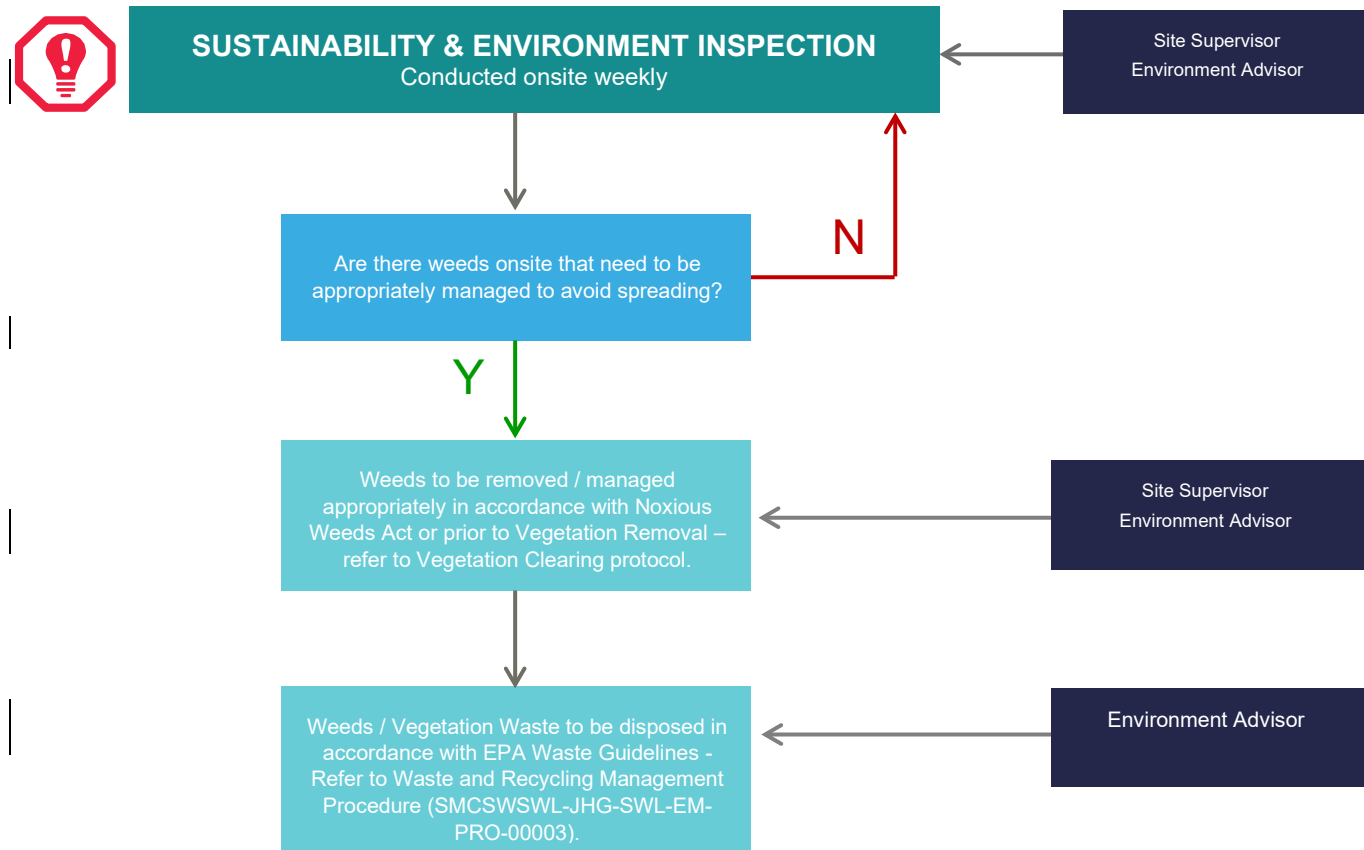 SUSTAINABILITY & ENVIRONMENT INSPECTION
Conducted onsite weekly
Site Supervisor
Environment Advisor
Are there weeds onsite that need to be
appropriately managed to avoid spreading?
N
Y
Weeds to be removed / managed
appropriately in accordance with Noxious
Weeds Act or prior to Vegetation Removal –
refer to Vegetation Clearing protocol.
Site Supervisor
Environment Advisor
Weeds / Vegetation Waste to be disposed in
accordance with EPA Waste Guidelines -
Refer to Waste and Recycling Management
Procedure (SMCSWSWL-JHG-SWL-EM-
PRO-00003).
Environment Advisor